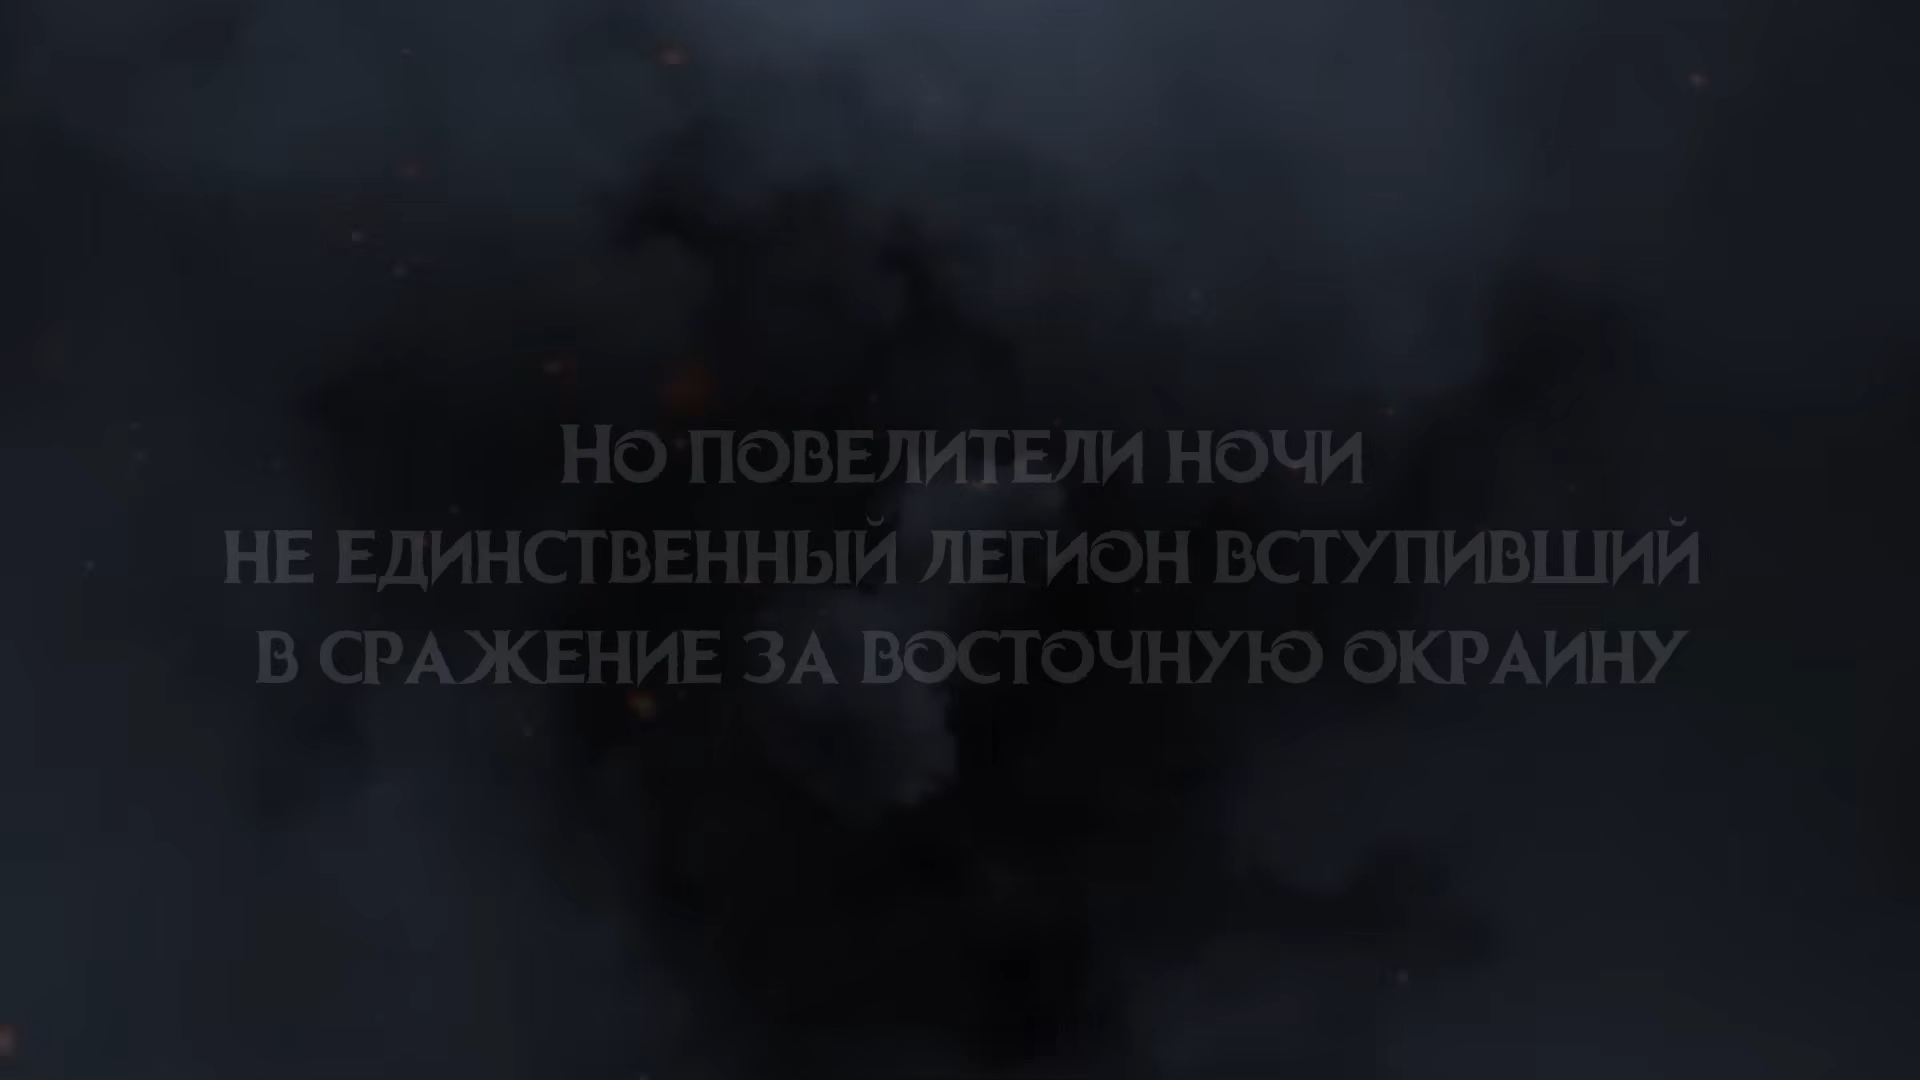 Но повелители ночи
не единственный легион вступивший
в сражение за восточную окраину